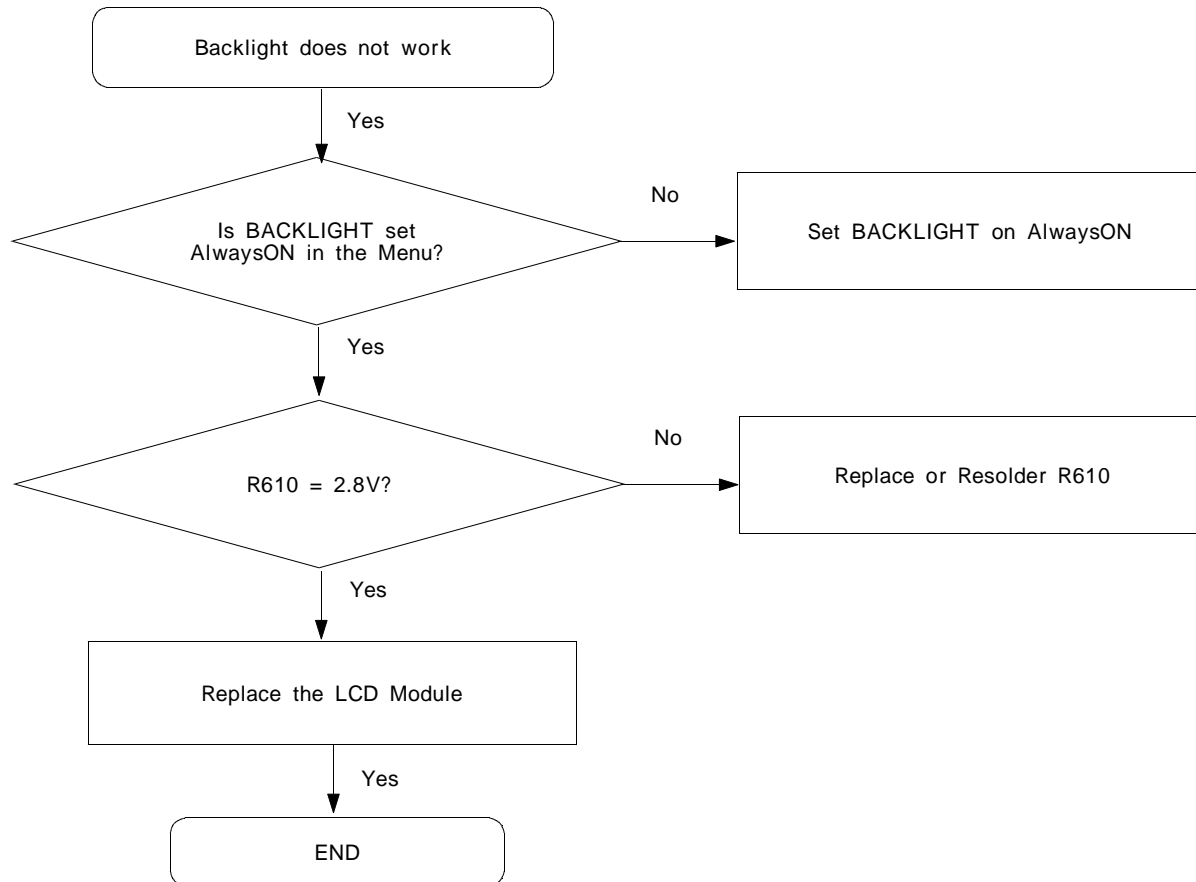 Backlight does not work
Yes
Is BACKLIGHT set
AlwaysON in the Menu?
No
Set BACKLIGHT on AlwaysON
Yes
R610 = 2.8V?
No
Replace or Resolder R610
Yes
Replace the LCD Module
Yes
END